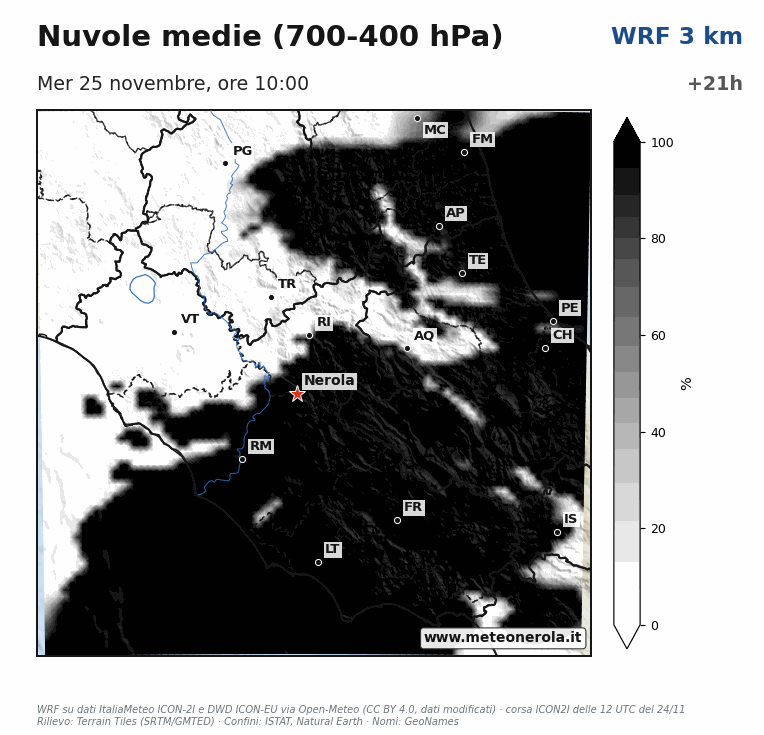 Nuvole medie (700-400 hPa)
WRF 3 km
Mer 25 novembre, ore 10:00
+21h
MC
FM
PG
AP
TE
TR
PE
VT
RI
AQ
CH
Nerola
RM
FR
IS
LT
www.meteonerola.it
100
80
60
40
20
0
%
WRF su dati ItaliaMeteo ICON-2I e DWD ICON-EU via Open-Meteo (CC BY 4.0, dati modificati) · corsa ICON2I delle 12 UTC del 24/11
Rilievo: Terrain Tiles (SRTM/GMTED) · Confini: ISTAT, Natural Earth · Nomi: GeoNames